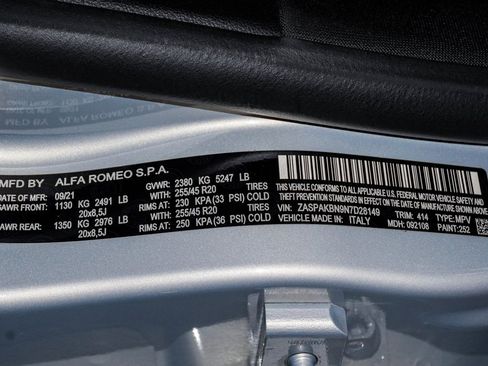 MFD BY ALFA ROMEO S.P.A.
DATE OF MFR: 09/21 GVWR: 2380 KG 5247 LB
GAWR FRONT: 1130 KG 2491 LB WITH: 255/45 R20 TIRES
20x8,5J RIMS AT: 230 KPA(33 PSI) COLD
GAWR REAR: 1350 KG 2976 LB WITH: 255/45 R20 TIRES
20x8,5J RIMS AT: 250 KPA(36 PSI) COLD
THIS VEHICLE CONFORMS TO ALL APPLICABLE U.S. FEDERAL MOTOR VEHICLE
SAFETY, BUMPER, AND THEFT PREVENTION STANDARDS IN EFFECT
ON THE DATE OF MANUFACTURE SHOWN ABOVE.
VIN: ZASPAKBN9N7D28149 TYPE: MPV
MADE IN: ITALY TRIM: 414
MDH: 092108 PAINT: 252